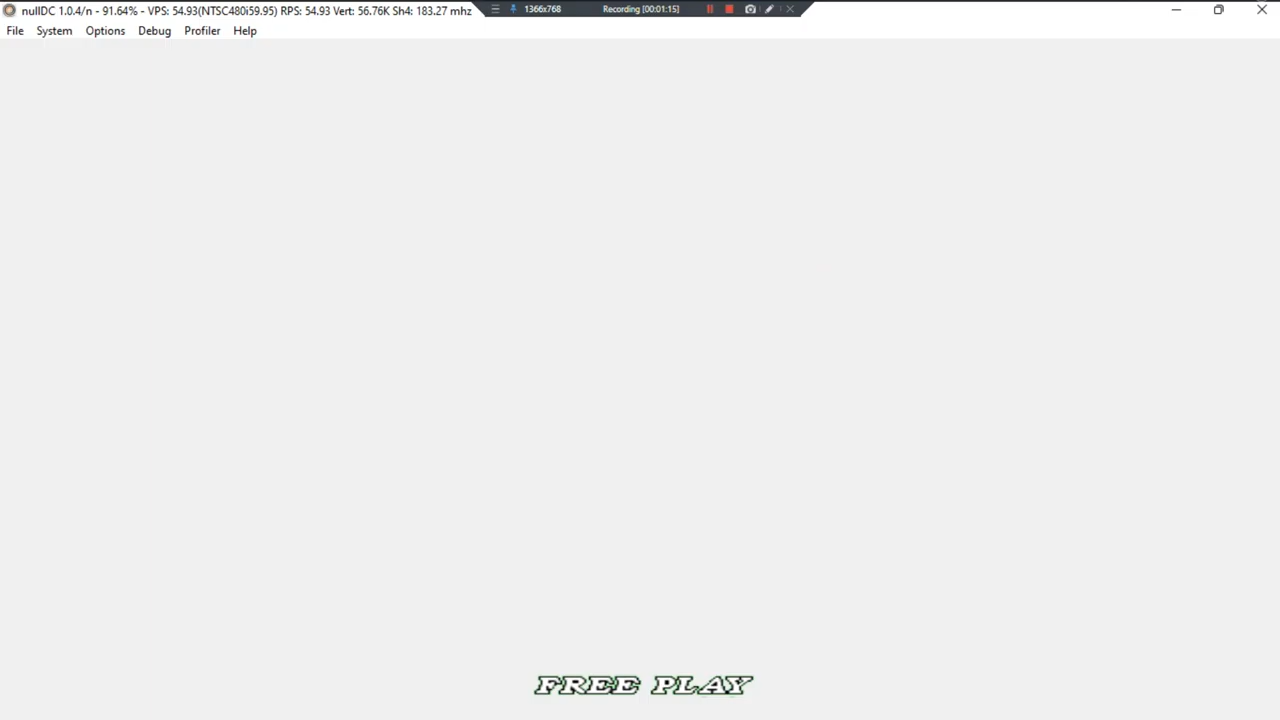 nullDC 1.0.4/n - 91.64% - VPS: 54.93(NTSC480i59.95) RPS: 54.93 Vert: 56.76K Sh4: 183.27 mhz
1366x768 Recording [00:01:15]
File System Options Debug Profiler Help
FREE PLAY